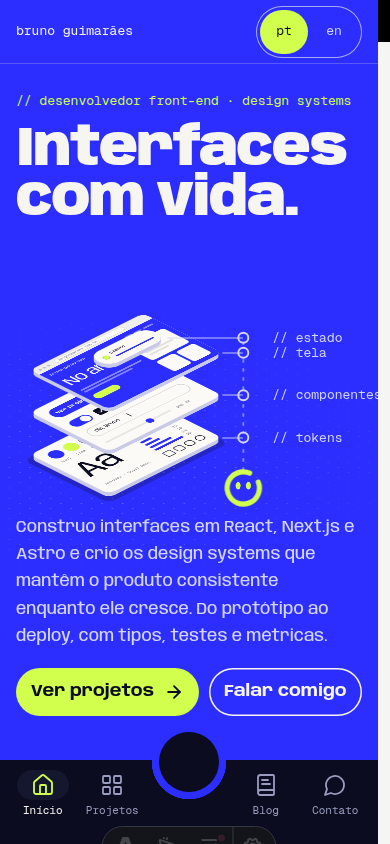 bruno guimarães
pt
en
// desenvolvedor front-end · design systems
Interfaces
com vida.
// estado
// tela
// componentes
// tokens
No ar
Aa
Construo interfaces em React, Next.js e
Astro e crio os design systems que
mantêm o produto consistente
enquanto ele cresce. Do protótipo ao
deploy, com tipos, testes e metricas.
Ver projetos
Falar comigo
Início
Projetos
Blog
Contato